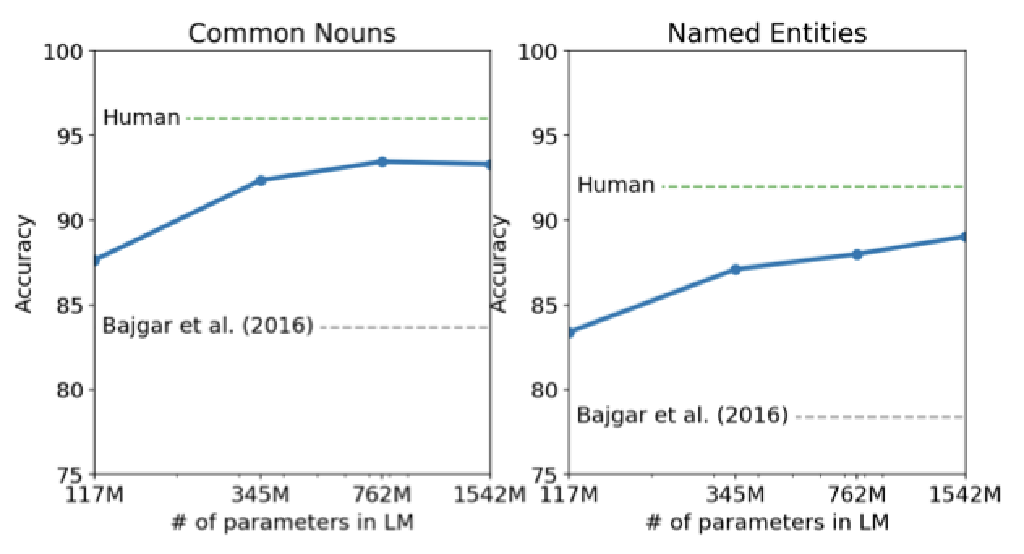 Common Nouns
100
95
90
85
80
75
Accuracy
Human
Bajgar et al. (2016)
117M 345M 762M 1542M
# of parameters in LM
Named Entities
100
95
90
85
80
75
Accuracy
Human
Bajgar et al. (2016)
117M 345M 762M 1542M
# of parameters in LM